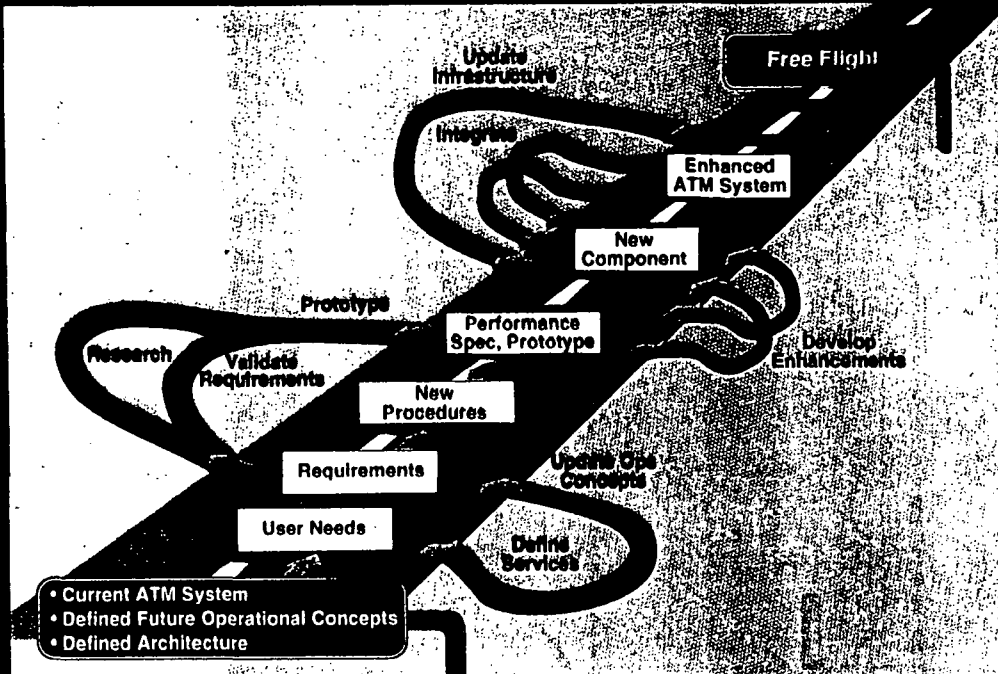 Free Flight
Update
Infrastructure
Integrate
Enhanced
ATM System
New
Component
Prototype
Performance
Spec, Prototype
Develop
Enhancements
Research
Validate
Requirements
New
Procedures
Requirements
Update Ops
Concepts
User Needs
Define
Services
• Current ATM System
• Defined Future Operational Concepts
• Defined Architecture